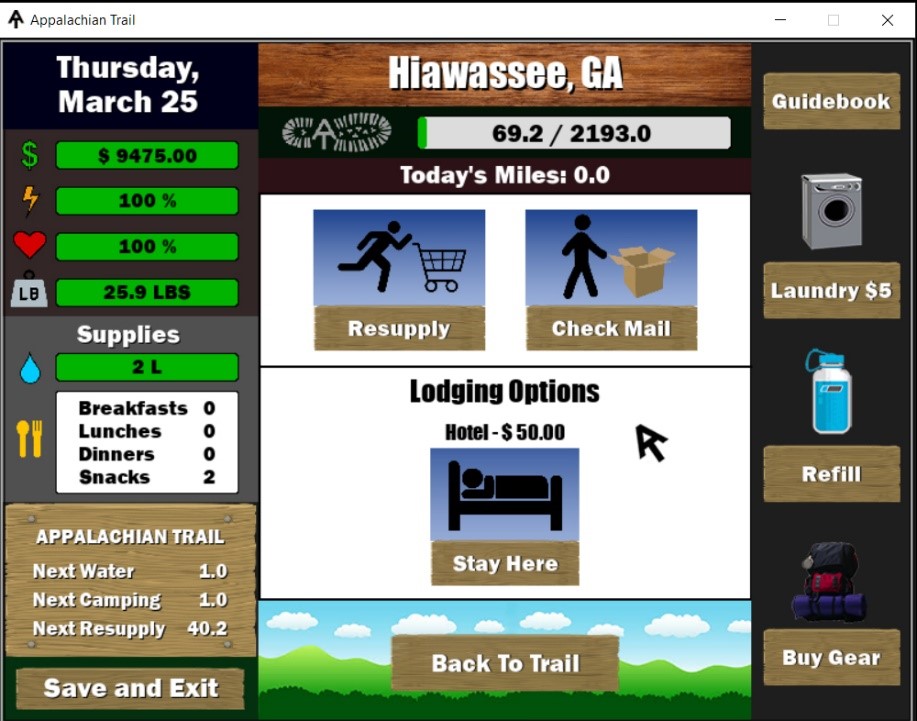 Appalachian Trail
Thursday,
March 25
$ 9475.00
100 %
100 %
LB
25.9 LBS
Supplies
2 L
Breakfasts 0
Lunches 0
Dinners 0
Snacks 2
APPALACHIAN TRAIL
Next Water 1.0
Next Camping 1.0
Next Resupply 40.2
Save and Exit
Hiawassee, GA
69.2 / 2193.0
Today's Miles: 0.0
Resupply
Check Mail
Lodging Options
Hotel - $ 50.00
Stay Here
Back To Trail
Guidebook
Laundry $5
Refill
Buy Gear